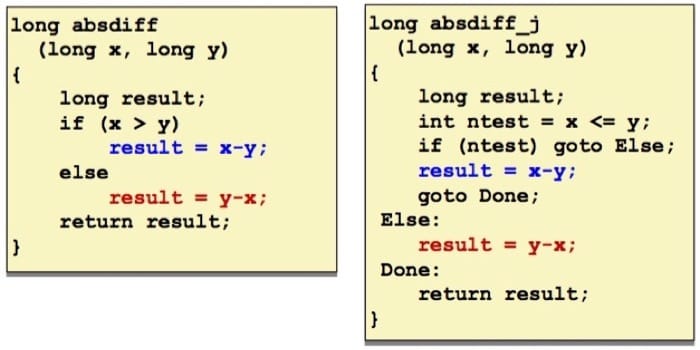 long absdiff
(long x, long y)
{
long result;
if (x > y)
result = x-y;
else
result = y-x;
return result;
}
long absdiff_j
(long x, long y)
{
long result;
int ntest = x <= y;
if (ntest) goto Else;
result = x-y;
goto Done;
Else:
result = y-x;
Done:
return result;
}